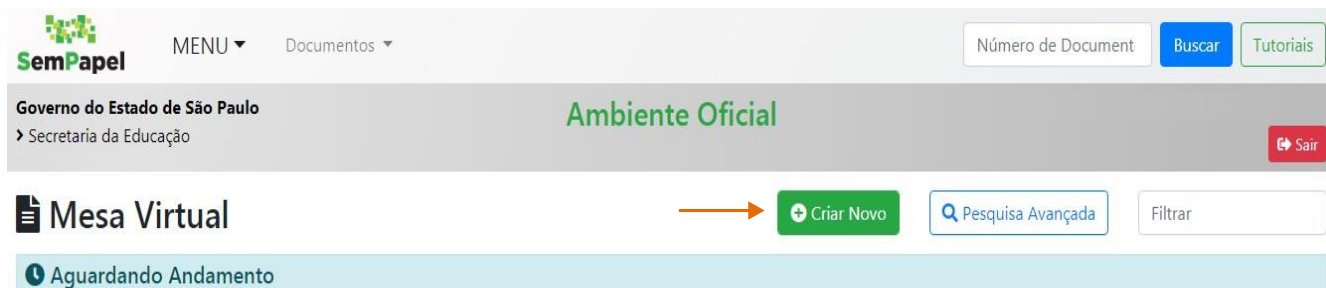 SemPapel
MENU
Documentos
Número de Document
Buscar
Tutoriais
Governo do Estado de São Paulo
Secretaria da Educação
Ambiente Oficial
Sair
Mesa Virtual
Criar Novo
Pesquisa Avançada
Filtrar
Aguardando Andamento